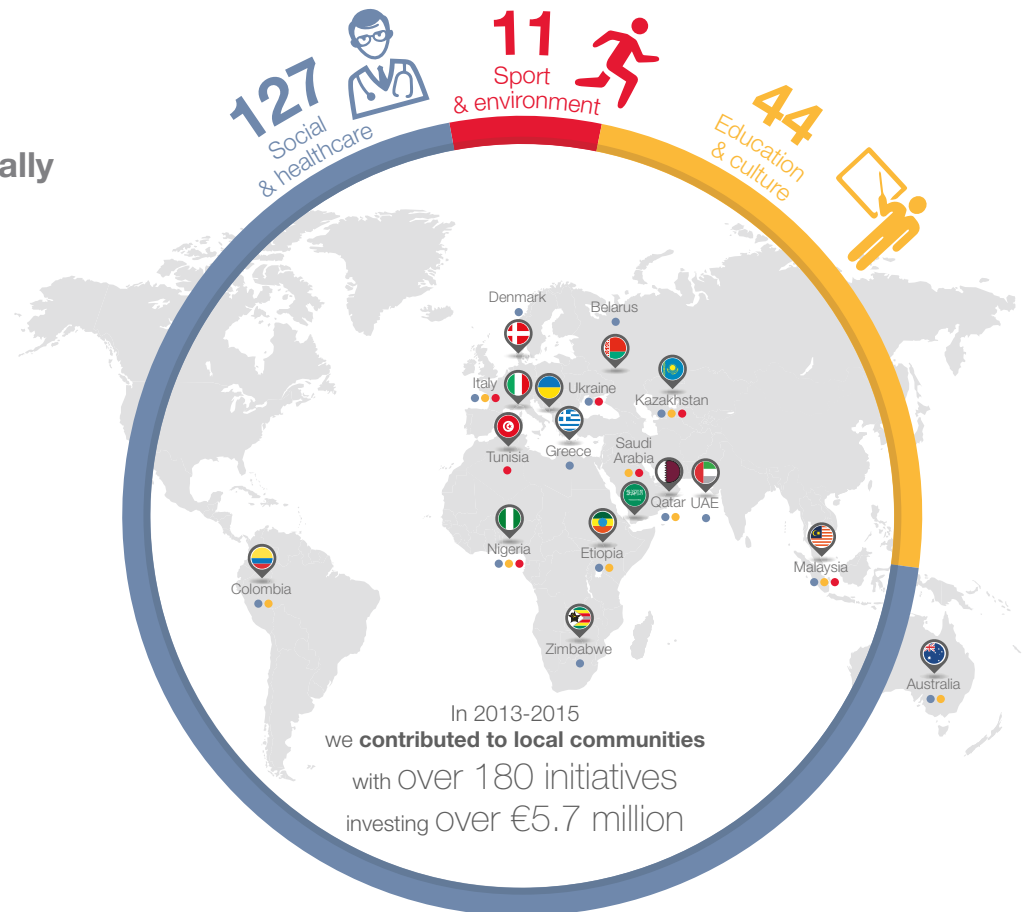 127
Social
& healthcare
11
Sport
& environment
44
Education
& culture
ally
Denmark
Belarus
Italy
Ukraine
Kazakhstan
Tunisia
Greece
Saudi
Arabia
Qatar
UAE
Nigeria
Etiopia
Malaysia
Colombia
Zimbabwe
Australia
In 2013-2015
we contributed to local communities
with over 180 initiatives
investing over €5.7 million